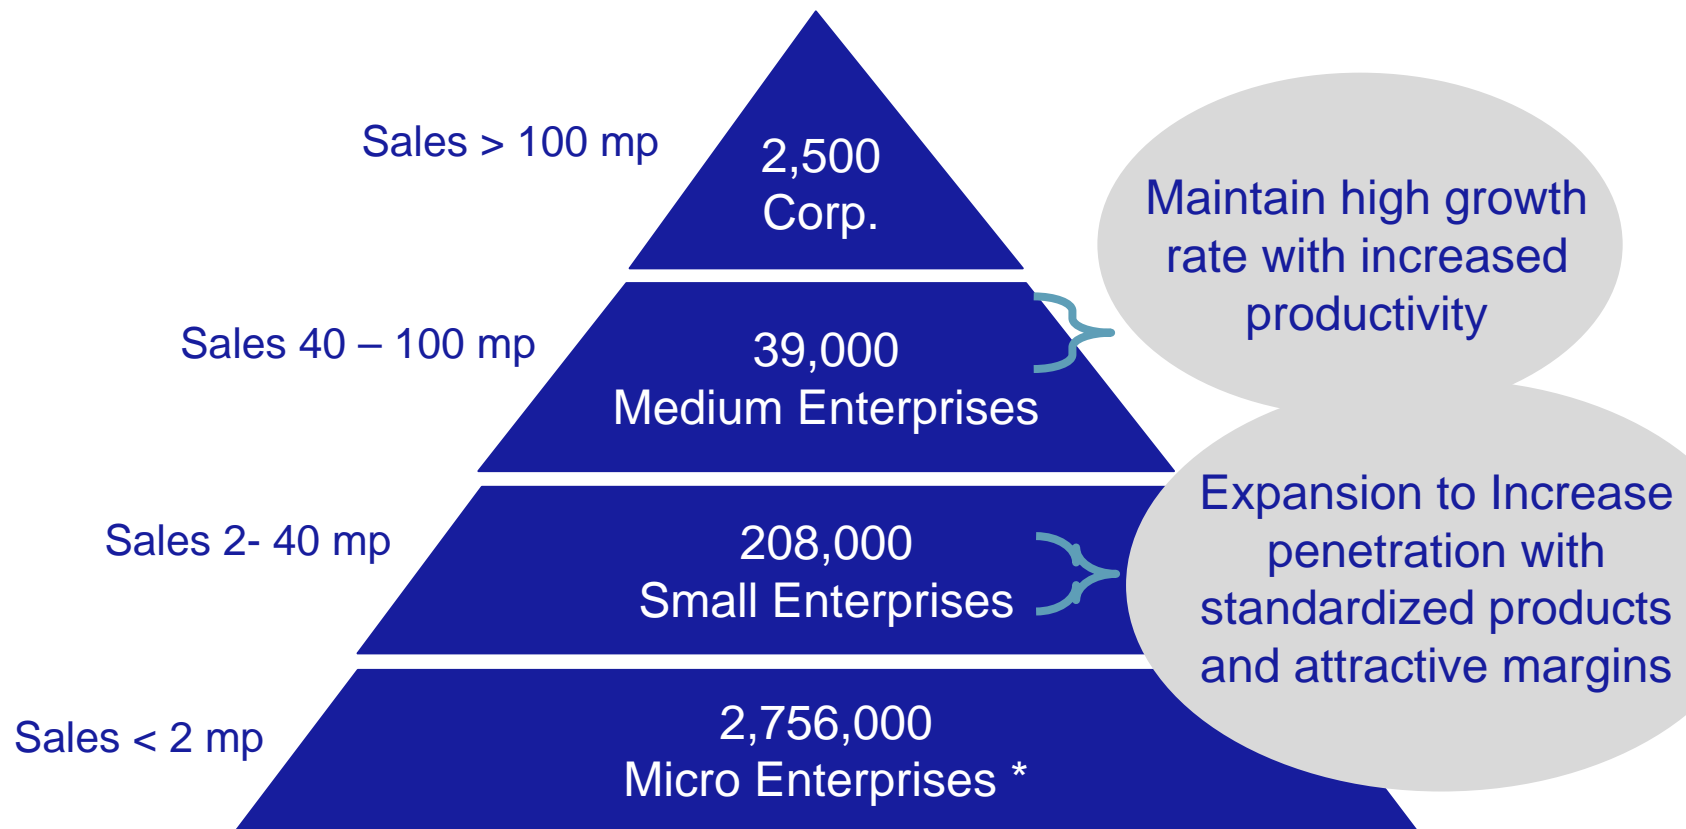 Sales > 100 mp
2,500
Corp.
Maintain high growth
rate with increased
productivity
Sales 40 – 100 mp
39,000
Medium Enterprises
Sales 2- 40 mp
208,000
Small Enterprises
Expansion to Increase
penetration with
standardized products
and attractive margins
Sales < 2 mp
2,756,000
Micro Enterprises *